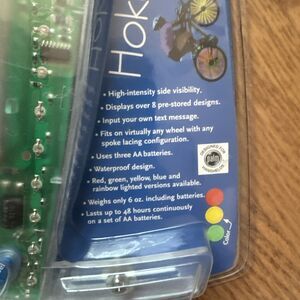 Hok
• High-intensity side visibility.
• Displays over 8 pre-stored designs.
• Input your own text message.
• Fits on virtually any wheel with any
spoke lacing configuration.
• Uses three AA batteries.
• Waterproof design.
• Red, green, yellow, blue and
rainbow lighted versions available.
• Weighs only 6 oz. including batteries.
• Lasts up to 48 hours continuously
on a set of AA batteries.
Color